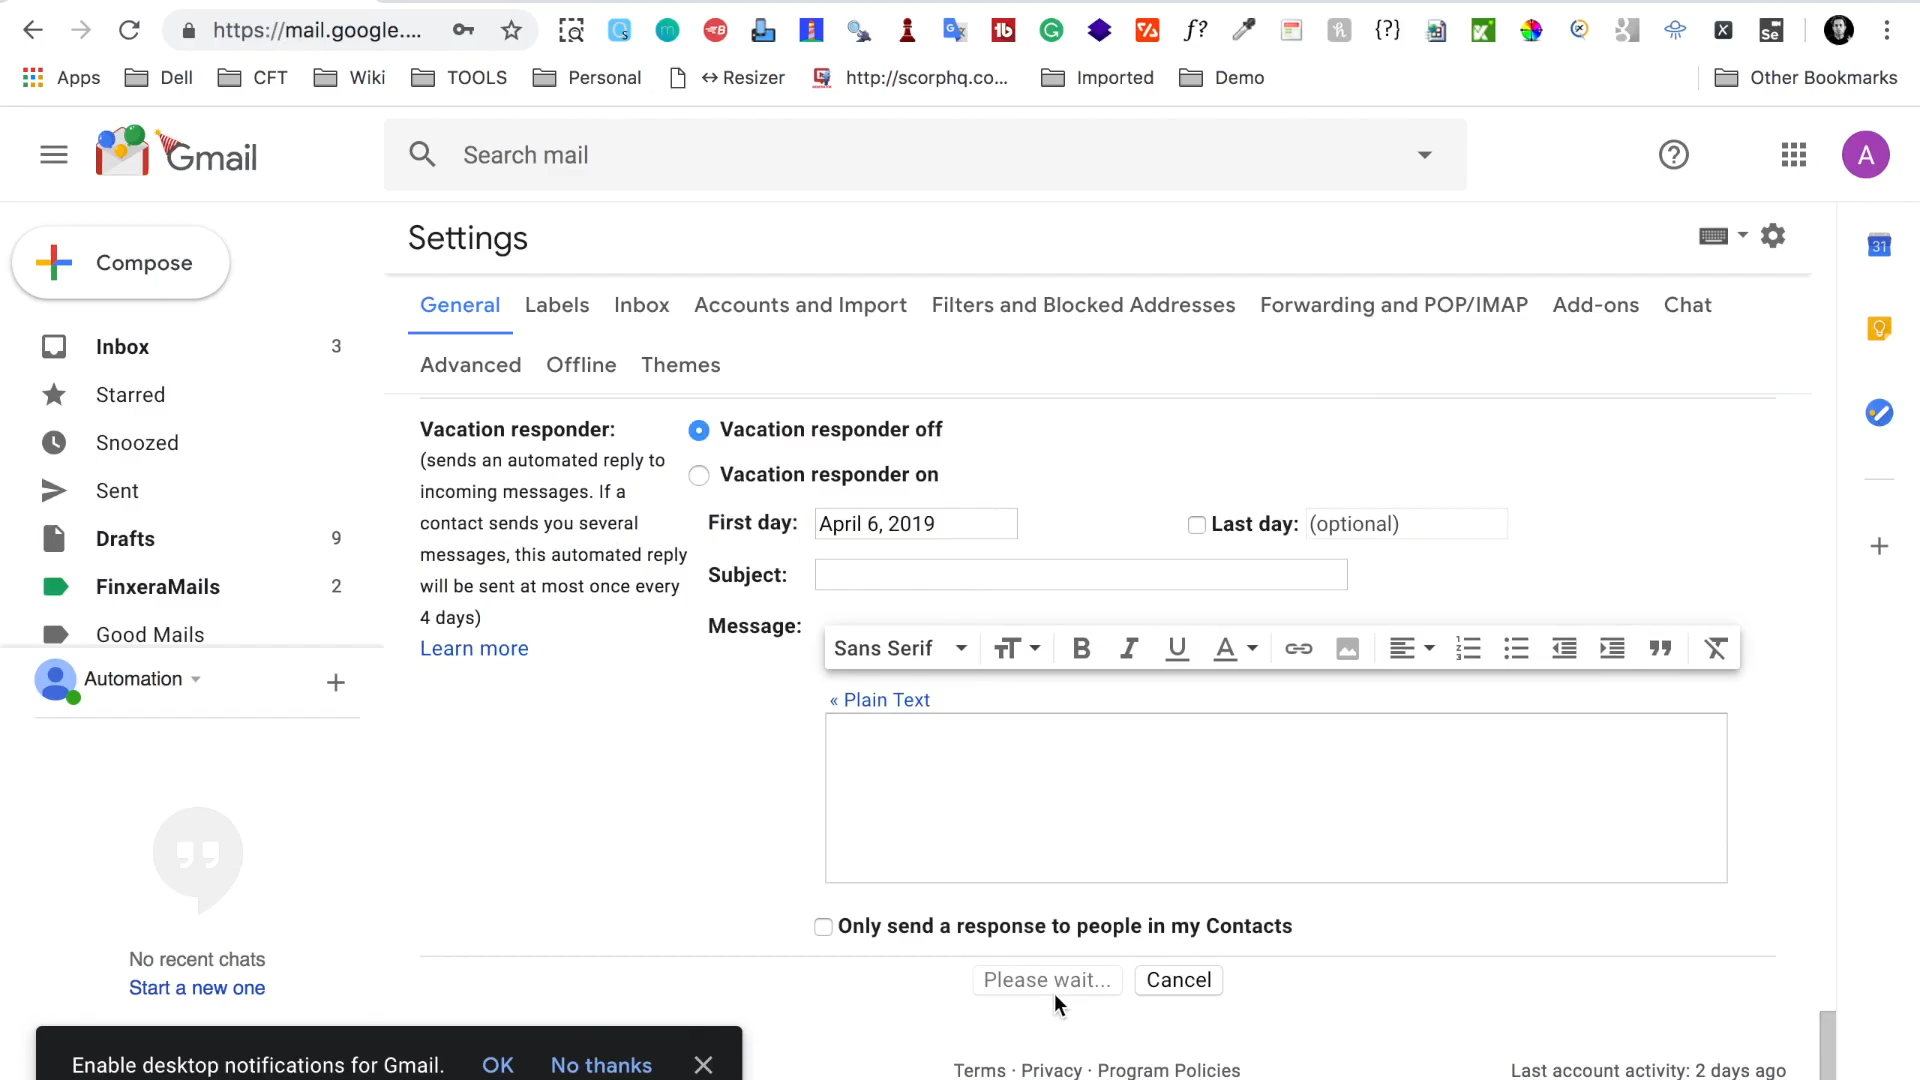 https://mail.google....
Apps Dell CFT Wiki TOOLS Personal ↔Resizer http://scorphq.co... Imported Demo Other Bookmarks
Gmail
Search mail
A
Compose
Inbox 3
Starred
Snoozed
Sent
Drafts 9
FinxeraMails 2
Good Mails
Automation
No recent chats
Start a new one
Settings
General Labels Inbox Accounts and Import Filters and Blocked Addresses Forwarding and POP/IMAP Add-ons Chat
Advanced Offline Themes
Vacation responder:
(sends an automated reply to
incoming messages. If a
contact sends you several
messages, this automated reply
will be sent at most once every
4 days)
Learn more
Vacation responder off
Vacation responder on
First day: April 6, 2019 Last day: (optional)
Subject:
Message:
Sans Serif
« Plain Text
Only send a response to people in my Contacts
Please wait... Cancel
Enable desktop notifications for Gmail. OK No thanks
Terms · Privacy · Program Policies
Last account activity: 2 days ago
31